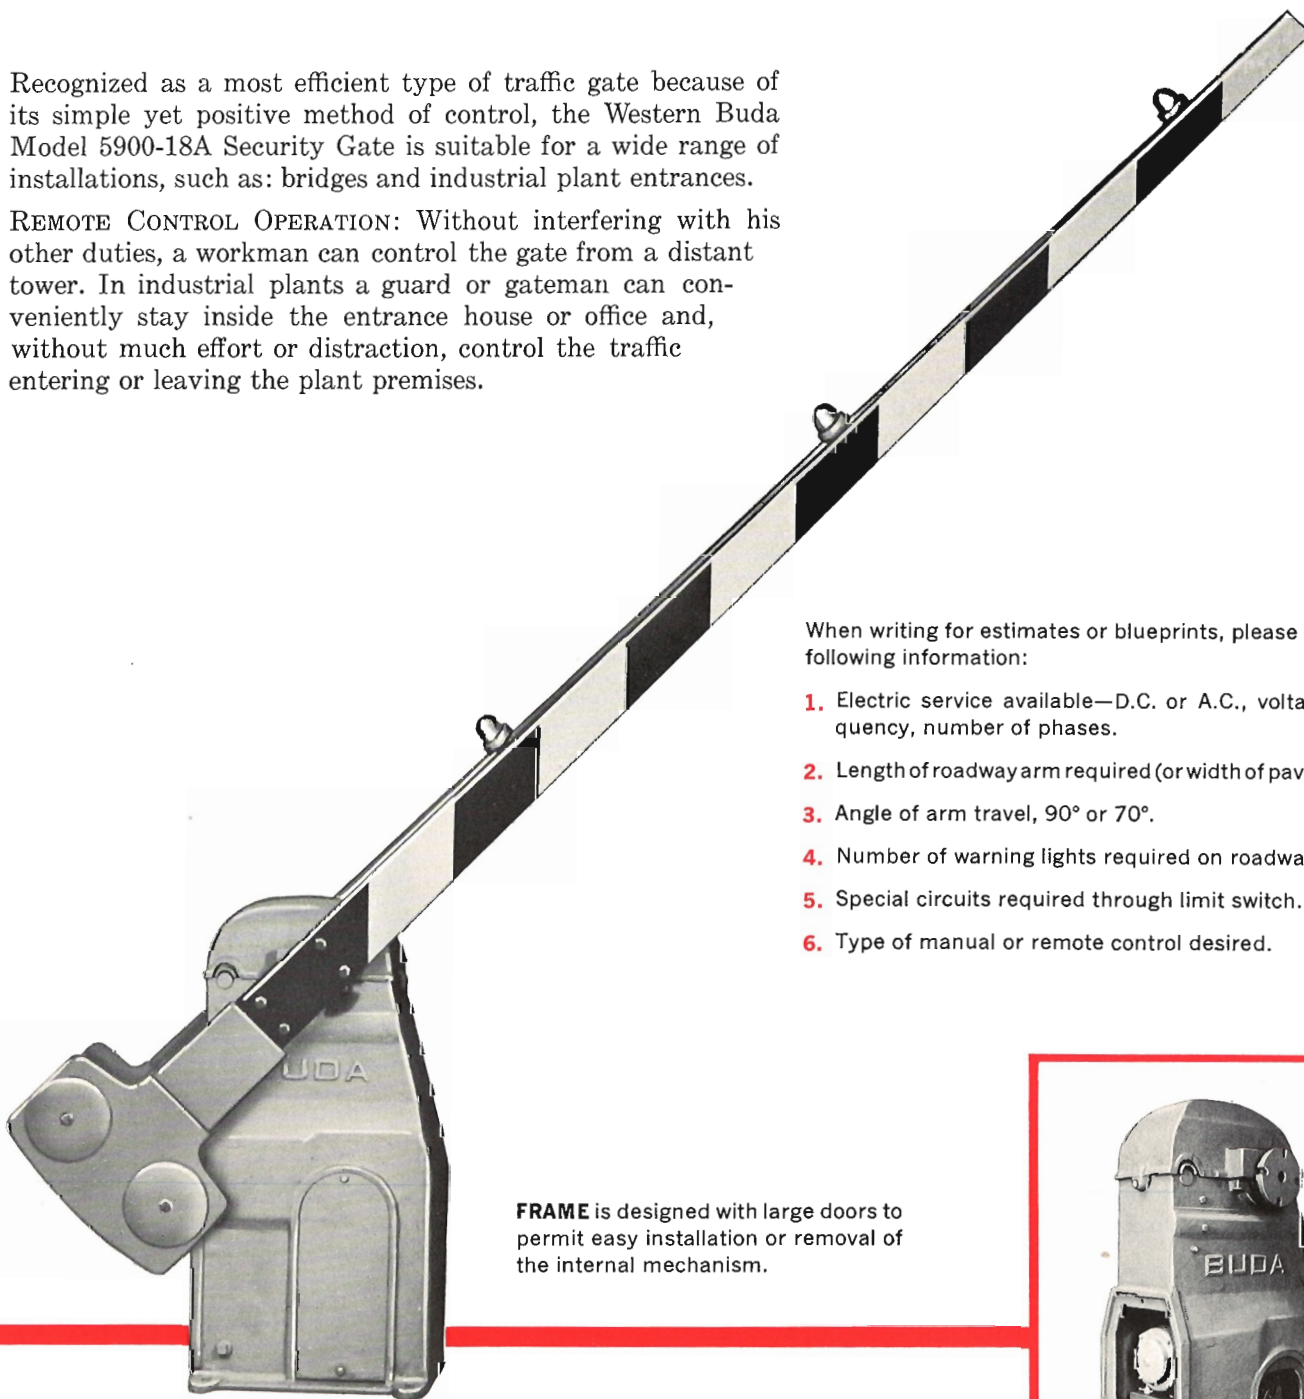 Recognized as a most efficient type of traffic gate because of
its simple yet positive method of control, the Western Buda
Model 5900-18A Security Gate is suitable for a wide range of
installations, such as: bridges and industrial plant entrances.
REMOTE CONTROL OPERATION: Without interfering with his
other duties, a workman can control the gate from a distant
tower. In industrial plants a guard or gateman can con-
veniently stay inside the entrance house or office and,
without much effort or distraction, control the traffic
entering or leaving the plant premises.
When writing for estimates or blueprints, please
following information:
1. Electric service available—D.C. or A.C., volta
quency, number of phases.
2. Length of roadway arm required (or width of pav
3. Angle of arm travel, 90° or 70°.
4. Number of warning lights required on roadwa
5. Special circuits required through limit switch.
6. Type of manual or remote control desired.
BUDA
FRAME is designed with large doors to
permit easy installation or removal of
the internal mechanism.
BUDA